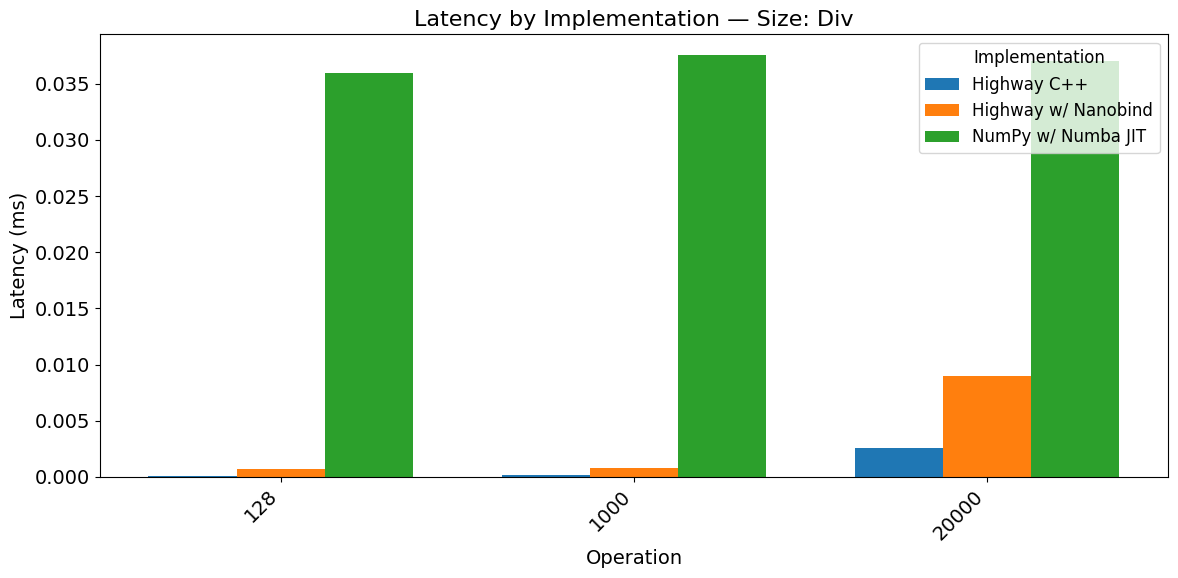 Latency by Implementation — Size: Div
Implementation
Highway C++
Highway w/ Nanobind
NumPy w/ Numba JIT
Latency (ms)
0.035
0.030
0.025
0.020
0.015
0.010
0.005
0.000
128
1000
20000
Operation